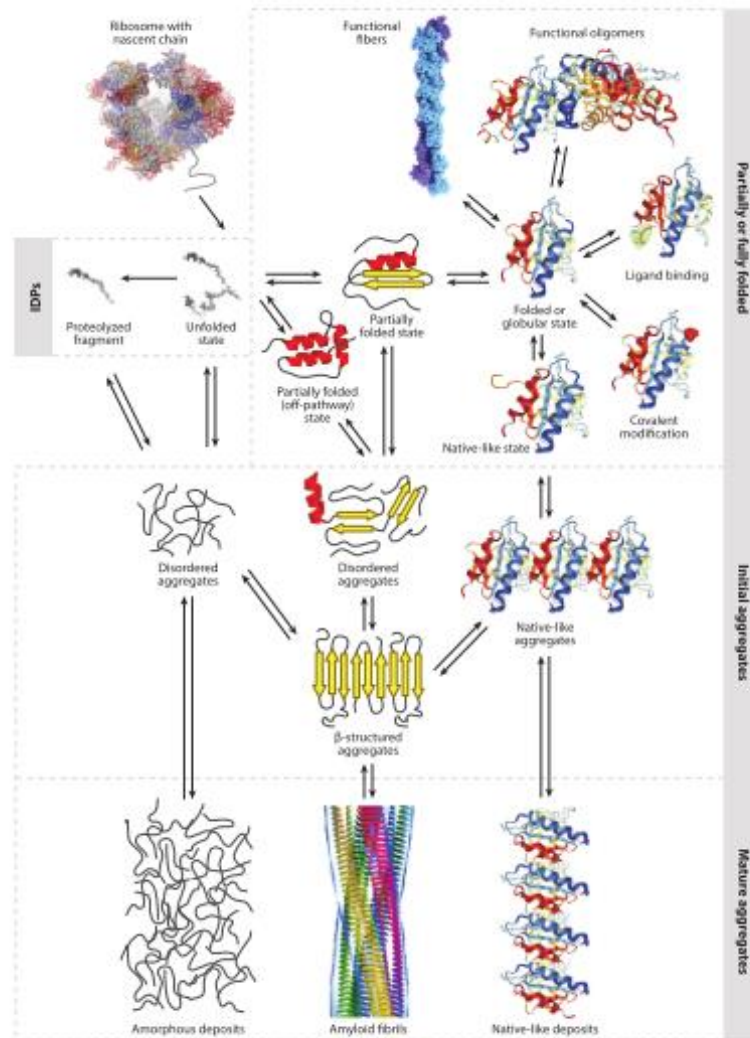 Ribosome with
nascent chain
Functional
fibers
Functional oligomers
Partially or fully folded
Ligand binding
IDPs
Proteolyzed
fragment
Unfolded
state
Partially
folded state
Folded or
globular state
Partially folded
(off-pathway)
state
Covalent
modification
Native-like state
Disordered
aggregates
Disordered
aggregates
Native-like
aggregates
Initial aggregates
β-structured
aggregates
Mature aggregates
Amorphous deposits
Amyloid fibrils
Native-like deposits